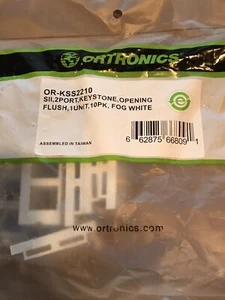 ORTRONICS
OR-KSS2210
SII,2PORT,KEYSTONE,OPENING
FLUSH,1UNIT,10PK, FOG WHITE
ASSEMBLED IN TAIWAN
6 62875 66809 1
www.ortronics.com